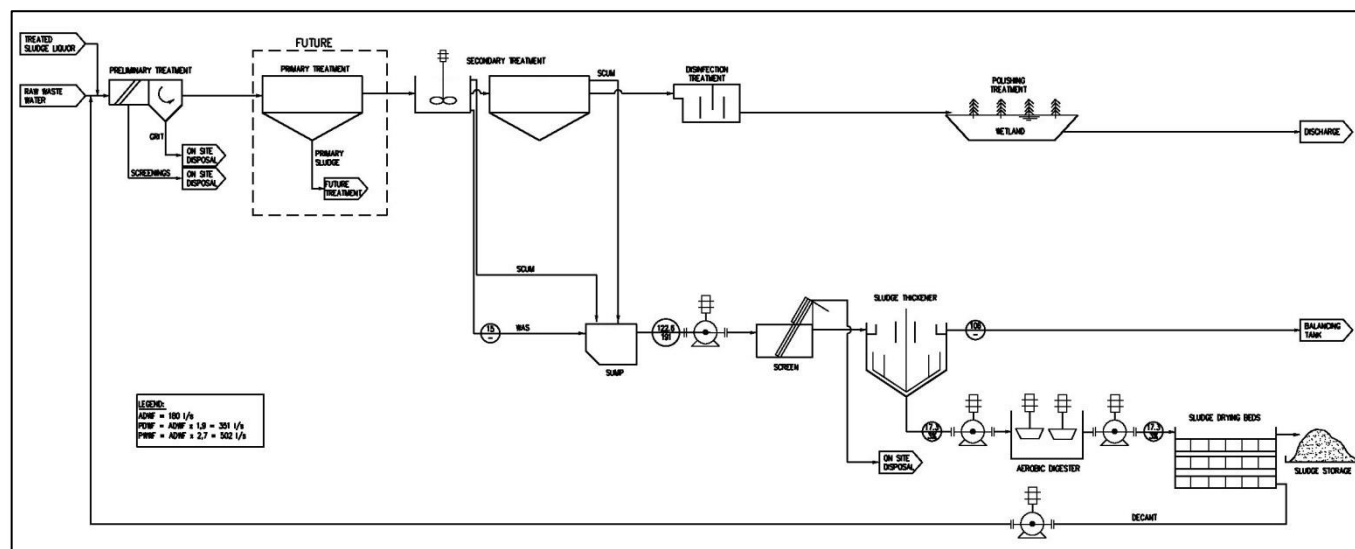 TREATED
SLUDGE LIQUOR
RAW WASTE
WATER
PRELIMINARY TREATMENT
GRIT
ON SITE
DISPOSAL
SCREENINGS
ON SITE
DISPOSAL
FUTURE
PRIMARY TREATMENT
PRIMARY
SLUDGE
FUTURE
TREATMENT
SECONDARY TREATMENT
SCUM
DISINFECTION
TREATMENT
POLISHING
TREATMENT
WETLAND
DISCHARGE
SCUM
15
-
WAS
SUMP
122.6
191
SCREEN
SLUDGE THICKENER
106
-
BALANCING
TANK
ON SITE
DISPOSAL
17.3
AEROBIC DIGESTER
17.3
SLUDGE DRYING BEDS
SLUDGE STORAGE
DECANT
LEGEND:
ADWF = 180 l/s
PDWF = ADWF x 1,9 = 351 l/s
PWWF = ADWF x 2,7 = 502 l/s